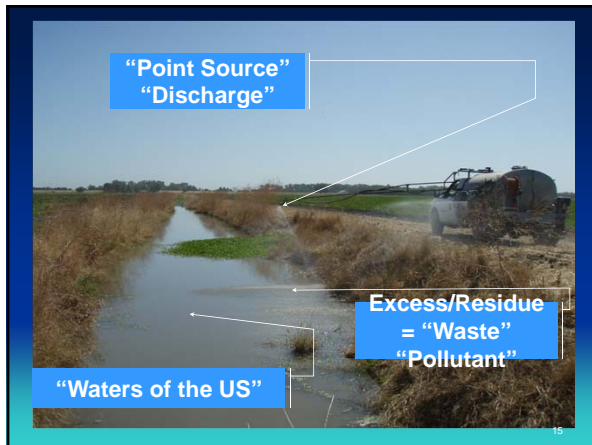 “Point Source”
“Discharge”
Excess/Residue
= “Waste”
“Pollutant”
“Waters of the US”
15